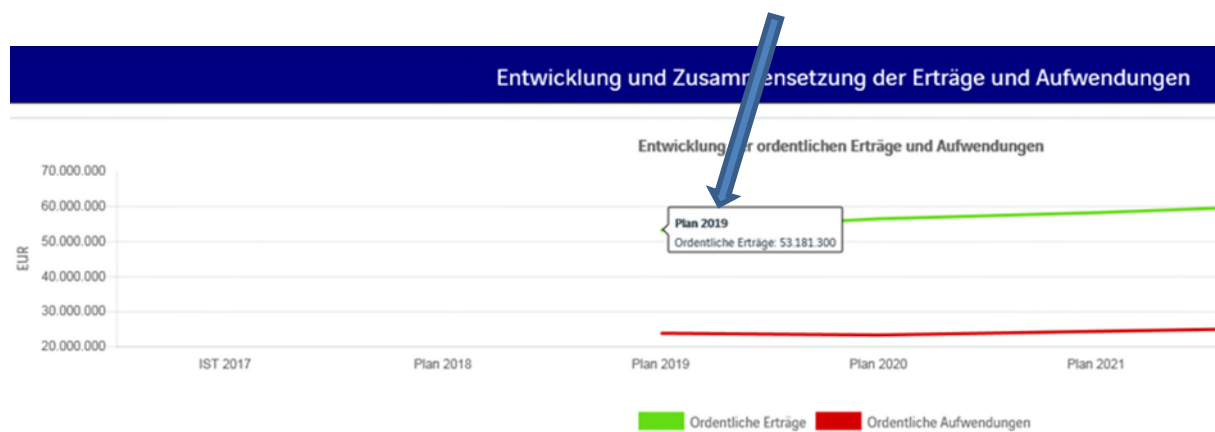 Entwicklung und Zusammensetzung der Erträge und Aufwendungen
Entwicklung der ordentlichen Erträge und Aufwendungen
70.000.000
60.000.000
50.000.000
40.000.000
30.000.000
20.000.000
EUR
Plan 2019
Ordentliche Erträge: 53.181.300
IST 2017
Plan 2018
Plan 2019
Plan 2020
Plan 2021
Ordentliche Erträge
Ordentliche Aufwendungen